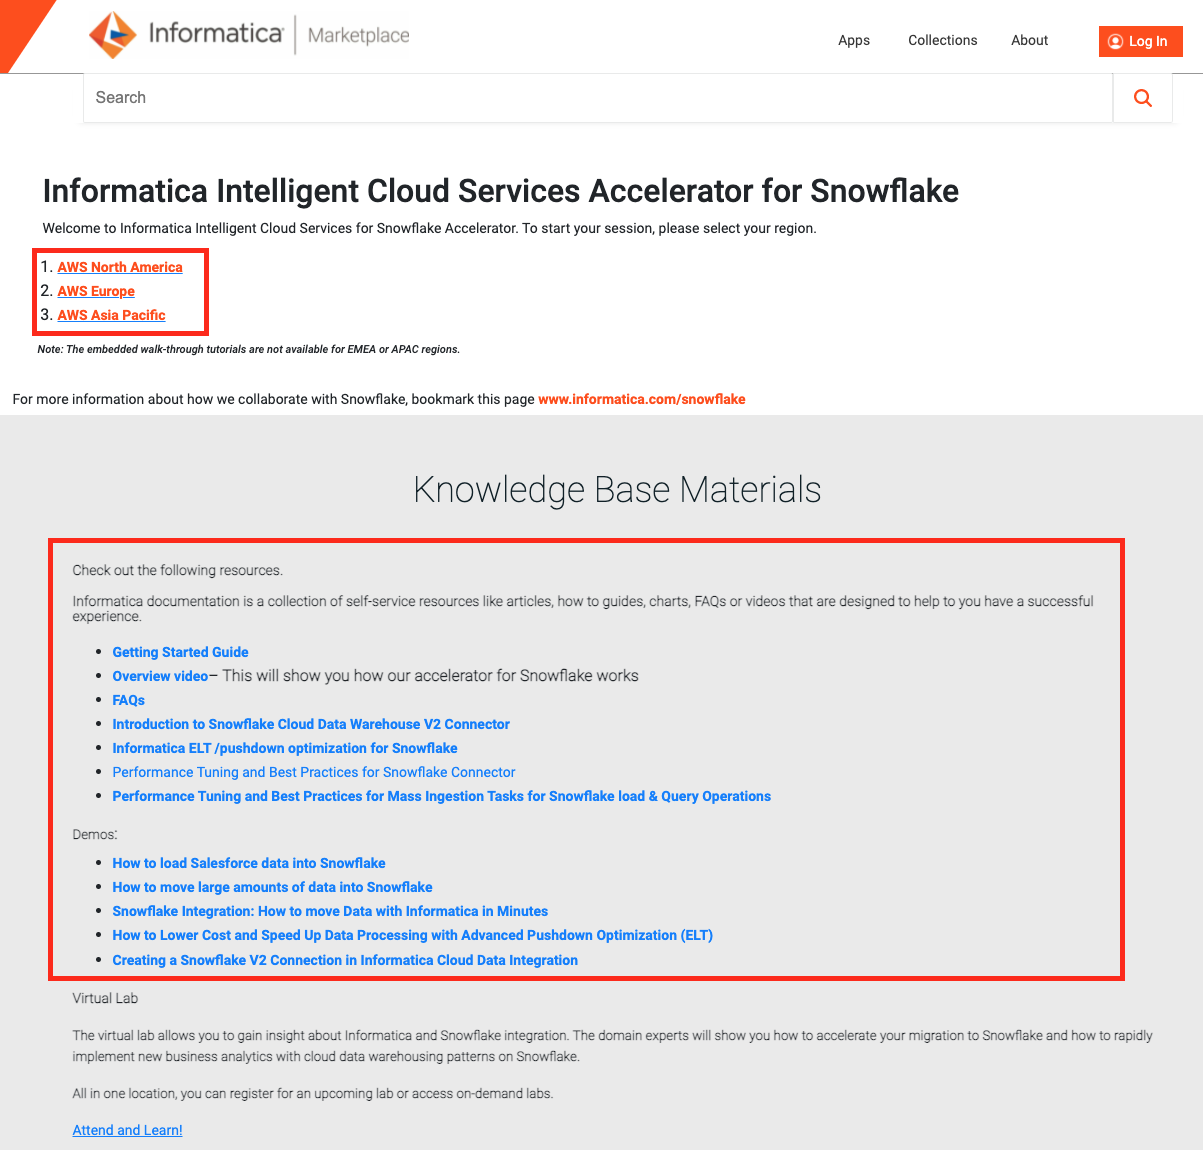 Informatica Marketplace
Apps Collections About Log In
Search
Informatica Intelligent Cloud Services Accelerator for Snowflake
Welcome to Informatica Intelligent Cloud Services for Snowflake Accelerator. To start your session, please select your region.
1. AWS North America
2. AWS Europe
3. AWS Asia Pacific
Note: The embedded walk-through tutorials are not available for EMEA or APAC regions.
For more information about how we collaborate with Snowflake, bookmark this page www.informatica.com/snowflake
Knowledge Base Materials
Check out the following resources.
Informatica documentation is a collection of self-service resources like articles, how to guides, charts, FAQs or videos that are designed to help to you have a successful
experience.
• Getting Started Guide
• Overview video– This will show you how our accelerator for Snowflake works
• FAQs
• Introduction to Snowflake Cloud Data Warehouse V2 Connector
• Informatica ELT /pushdown optimization for Snowflake
• Performance Tuning and Best Practices for Snowflake Connector
• Performance Tuning and Best Practices for Mass Ingestion Tasks for Snowflake load & Query Operations
Demos:
• How to load Salesforce data into Snowflake
• How to move large amounts of data into Snowflake
• Snowflake Integration: How to move Data with Informatica in Minutes
• How to Lower Cost and Speed Up Data Processing with Advanced Pushdown Optimization (ELT)
• Creating a Snowflake V2 Connection in Informatica Cloud Data Integration
Virtual Lab
The virtual lab allows you to gain insight about Informatica and Snowflake integration. The domain experts will show you how to accelerate your migration to Snowflake and how to rapidly
implement new business analytics with cloud data warehousing patterns on Snowflake.
All in one location, you can register for an upcoming lab or access on-demand labs.
Attend and Learn!